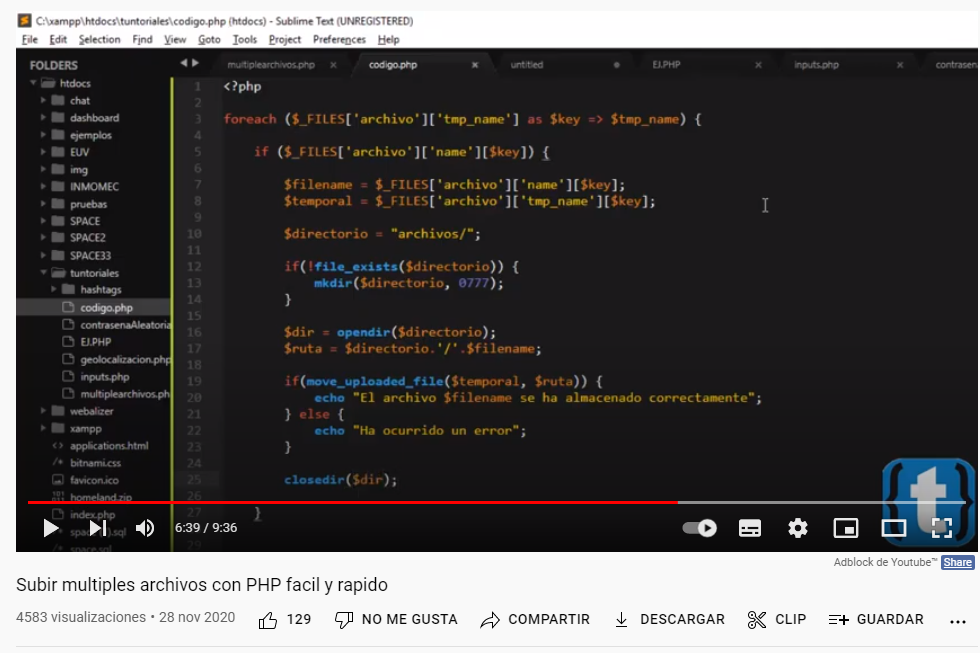 C:\xampp\htdocs\tuntoriales\codigo.php (htdocs) - Sublime Text (UNREGISTERED)
File Edit Selection Find View Goto Tools Project Preferences Help
FOLDERS
htdocs
chat
dashboard
ejemplos
EUV
img
INMOMEC
pruebas
SPACE
SPACE2
SPACE33
tuntoriales
hashtags
codigo.php
contrasenaAleatoria
EJ.PHP
geolocalizacion.php
inputs.php
multiplearchivos.ph
webalizer
xampp
applications.html
bitnami.css
favicon.ico
homeland.zip
index.php
space.sql
multiplearchivos.php codigo.php untitled EJ.PHP inputs.php contrasen
1 <?php
2
3 foreach ($_FILES['archivo']['tmp_name'] as $key => $tmp_name) {
4
5 if ($_FILES['archivo']['name'][$key]) {
6
7 $filename = $_FILES['archivo']['name'][$key];
8 $temporal = $_FILES['archivo']['tmp_name'][$key];
9
10 $directorio = "archivos/";
11
12 if(!file_exists($directorio)) {
13 mkdir($directorio, 0777);
14 }
15
16 $dir = opendir($directorio);
17 $ruta = $directorio.'/'.$filename;
18
19 if(move_uploaded_file($temporal, $ruta)) {
20 echo "El archivo $filename se ha almacenado correctamente";
21 } else {
22 echo "Ha ocurrido un error";
23 }
24
25 closedir($dir);
26
27 }
6:39 / 9:36
{t}
Adblock de Youtube™ Share
Subir multiples archivos con PHP facil y rapido
4583 visualizaciones • 28 nov 2020 129 NO ME GUSTA COMPARTIR DESCARGAR CLIP GUARDAR ...